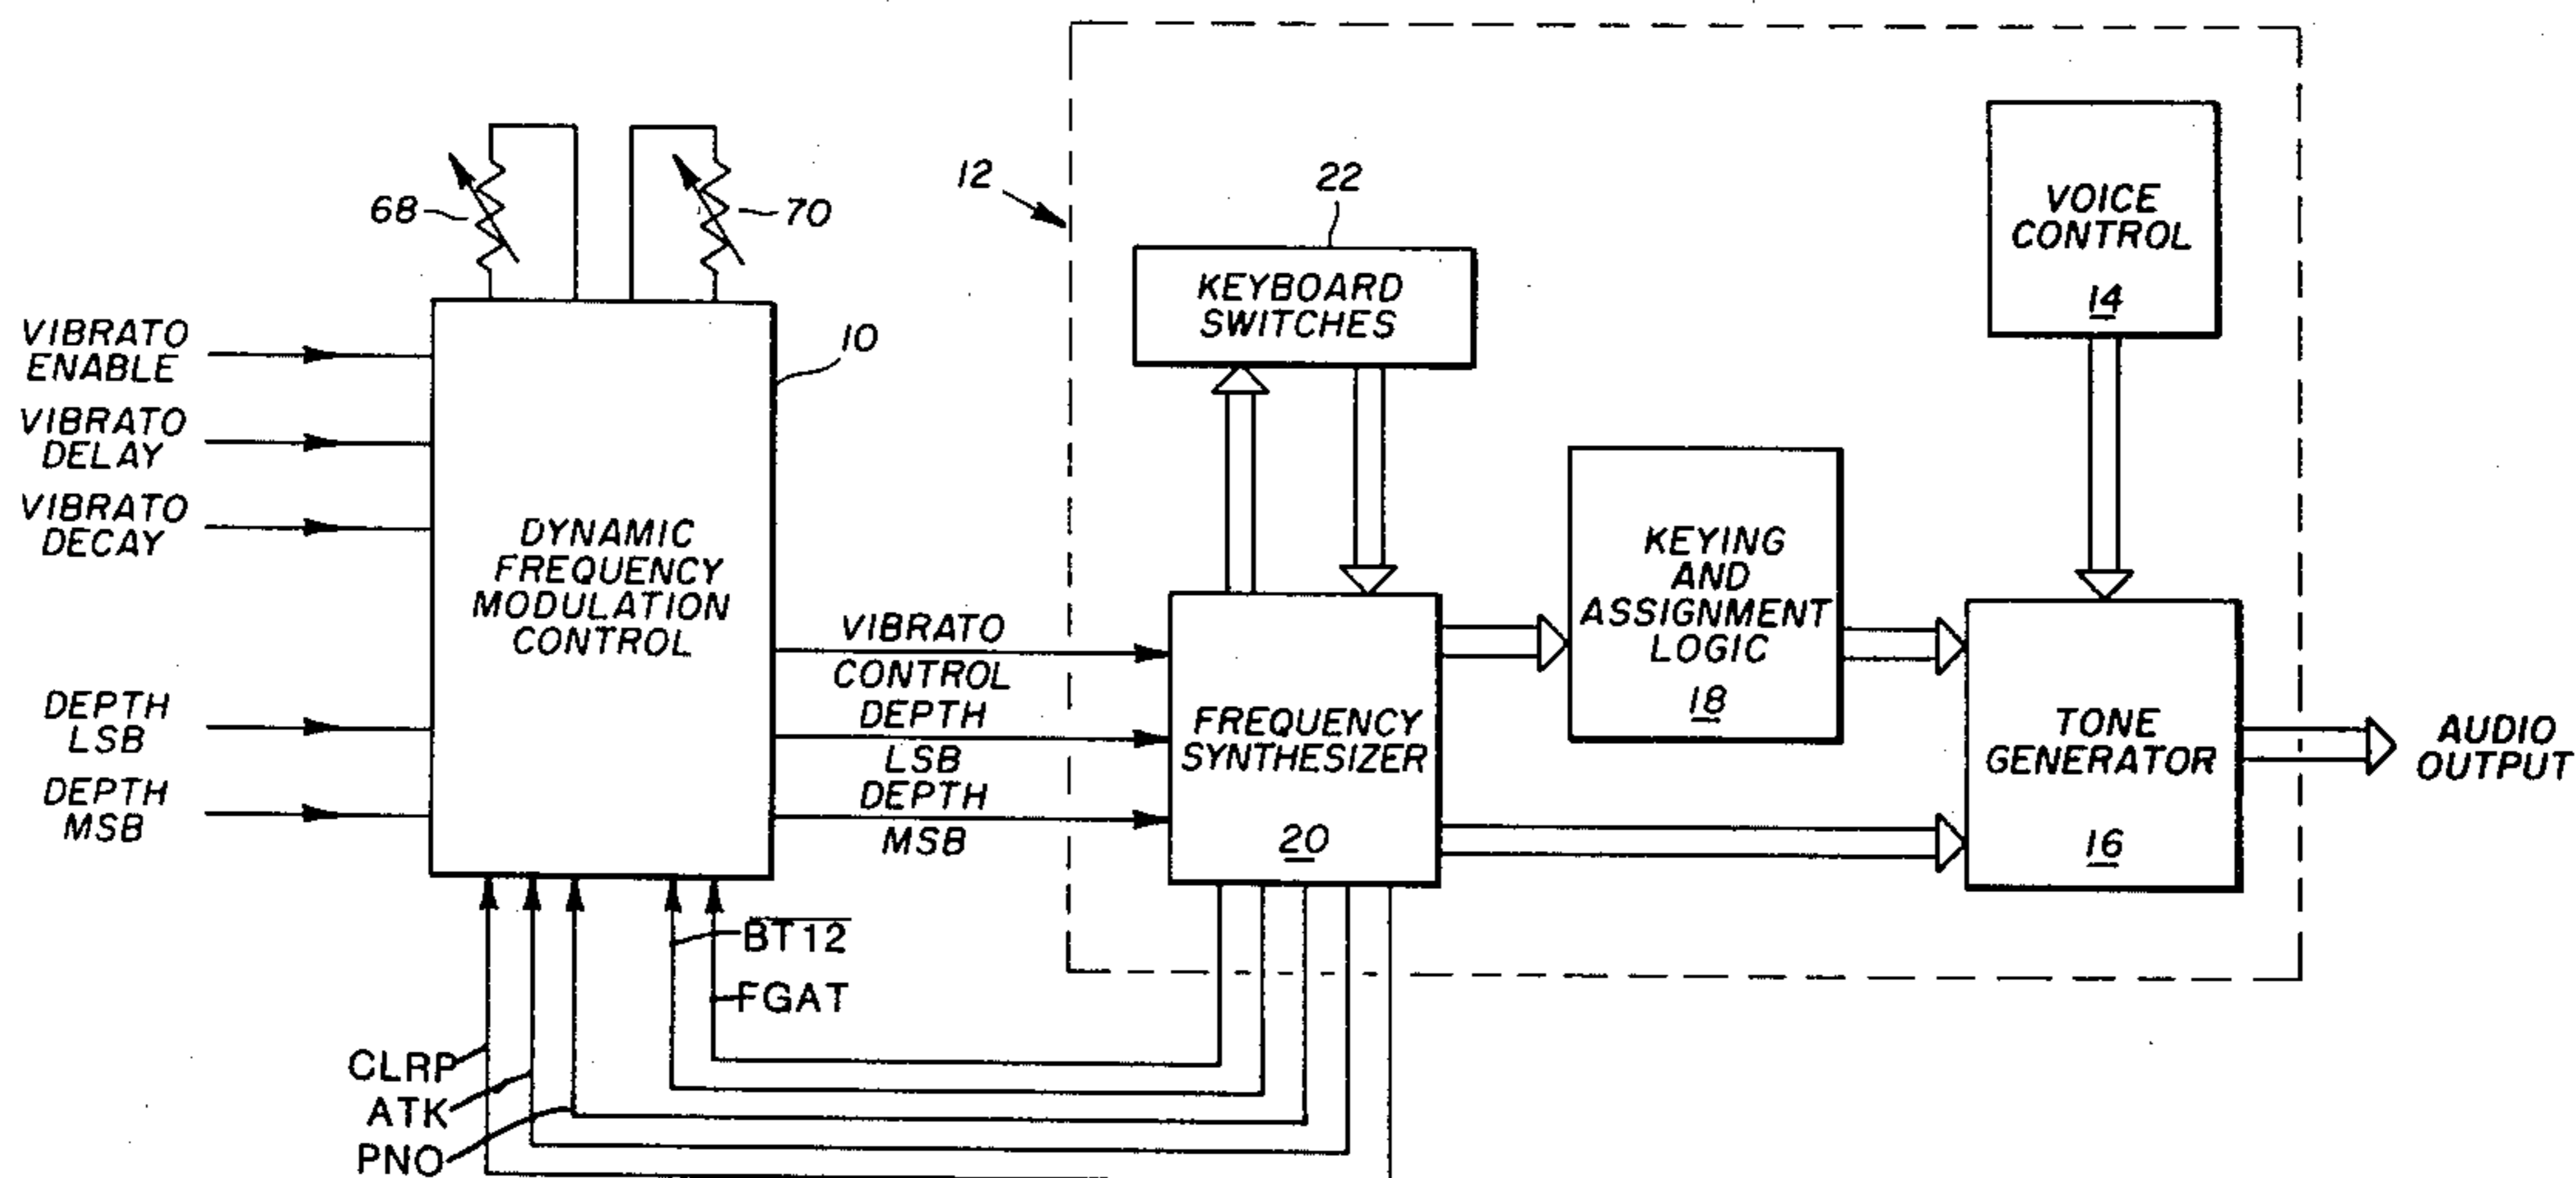 68
70
12
22
10
VOICE
CONTROL
14
KEYBOARD
SWITCHES
VIBRATO
ENABLE
VIBRATO
DELAY
VIBRATO
DECAY
DEPTH
LSB
DEPTH
MSB
DYNAMIC
FREQUENCY
MODULATION
CONTROL
VIBRATO
CONTROL
DEPTH
LSB
DEPTH
MSB
FREQUENCY
SYNTHESIZER
20
KEYING
AND
ASSIGNMENT
LOGIC
18
TONE
GENERATOR
16
AUDIO
OUTPUT
B̅T̅1̅2̅
FGAT
CLRP
ATK
PNO